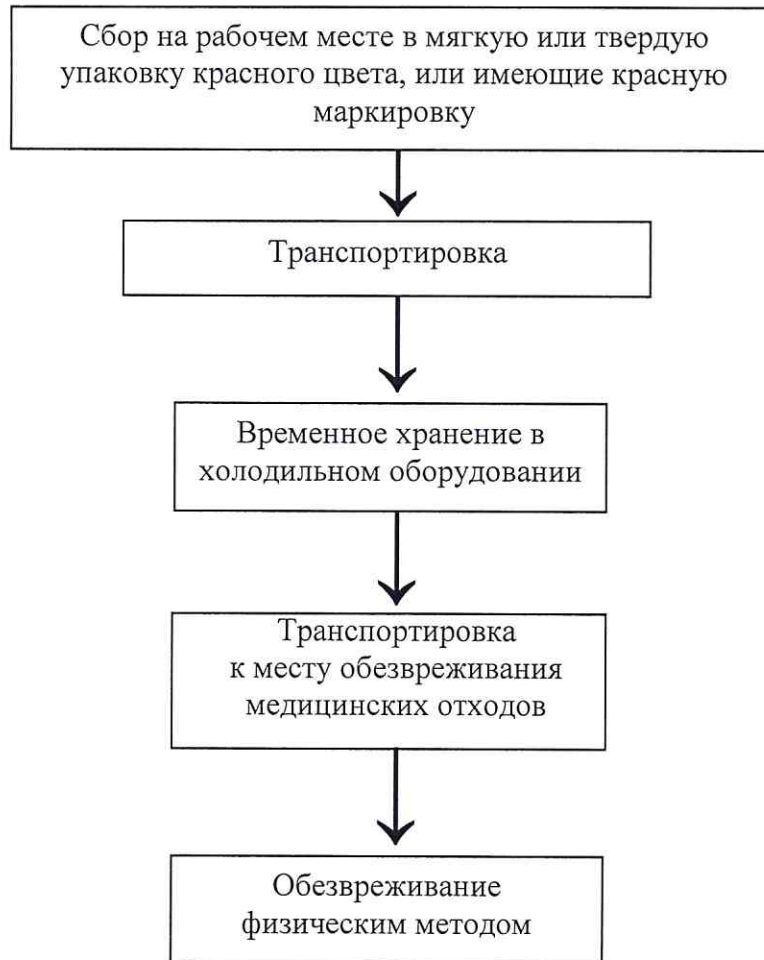 Сбор на рабочем месте в мягкую или твердую
упаковку красного цвета, или имеющие красную
маркировку
Транспортировка
Временное хранение в
холодильном оборудовании
Транспортировка
к месту обезвреживания
медицинских отходов
Обезвреживание
физическим методом